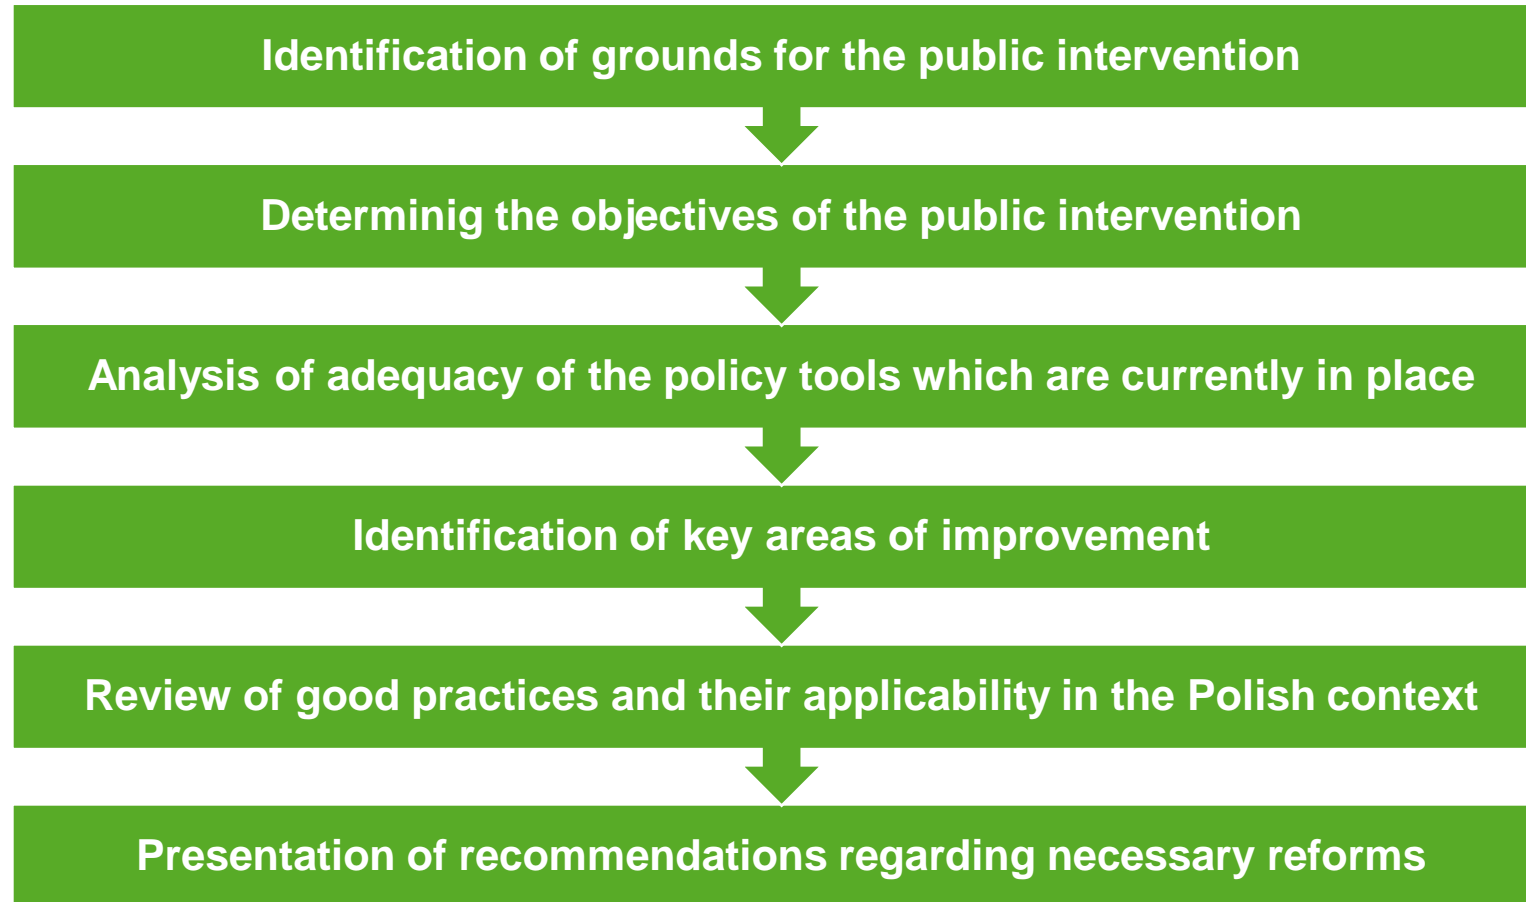 Identification of grounds for the public intervention
Determinig the objectives of the public intervention
Analysis of adequacy of the policy tools which are currently in place
Identification of key areas of improvement
Review of good practices and their applicability in the Polish context
Presentation of recommendations regarding necessary reforms